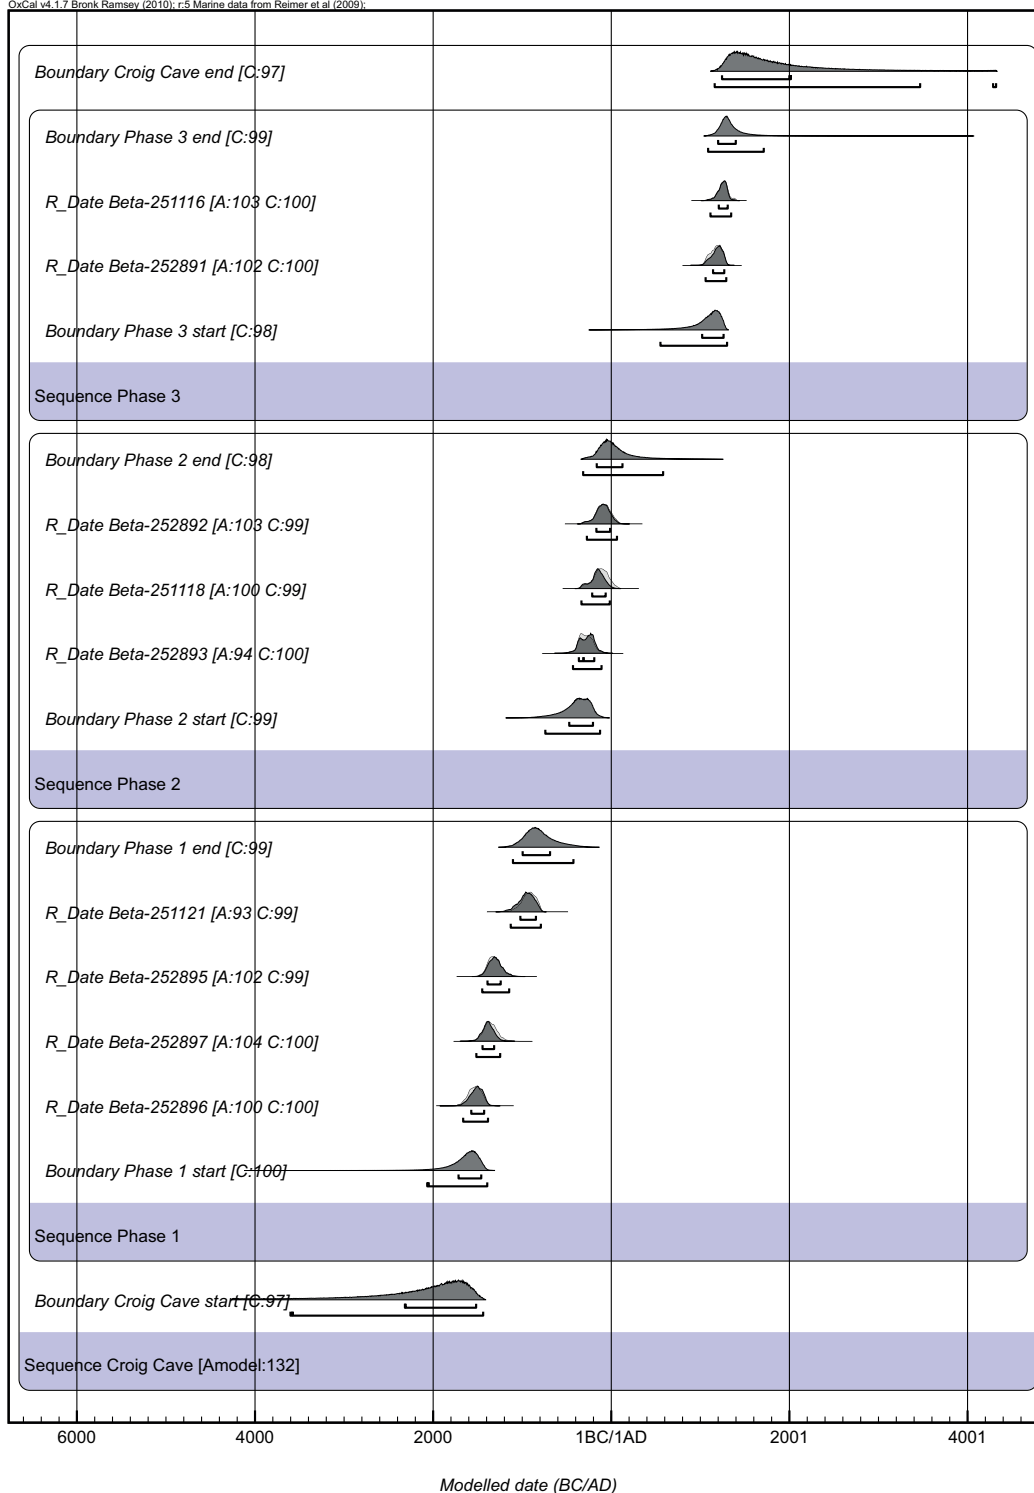 OxCal v4.1.7 Bronk Ramsey (2010); r:5 Marine data from Reimer et al (2009);
Boundary Croig Cave end [C:97]
Boundary Phase 3 end [C:99]
R_Date Beta-251116 [A:103 C:100]
R_Date Beta-252891 [A:102 C:100]
Boundary Phase 3 start [C:98]
Sequence Phase 3
Boundary Phase 2 end [C:98]
R_Date Beta-252892 [A:103 C:99]
R_Date Beta-251118 [A:100 C:99]
R_Date Beta-252893 [A:94 C:100]
Boundary Phase 2 start [C:99]
Sequence Phase 2
Boundary Phase 1 end [C:99]
R_Date Beta-251121 [A:93 C:99]
R_Date Beta-252895 [A:102 C:99]
R_Date Beta-252897 [A:104 C:100]
R_Date Beta-252896 [A:100 C:100]
Boundary Phase 1 start [C:100]
Sequence Phase 1
Boundary Croig Cave start [C:97]
Sequence Croig Cave [Amodel:132]
6000 4000 2000 1BC/1AD 2001 4001
Modelled date (BC/AD)